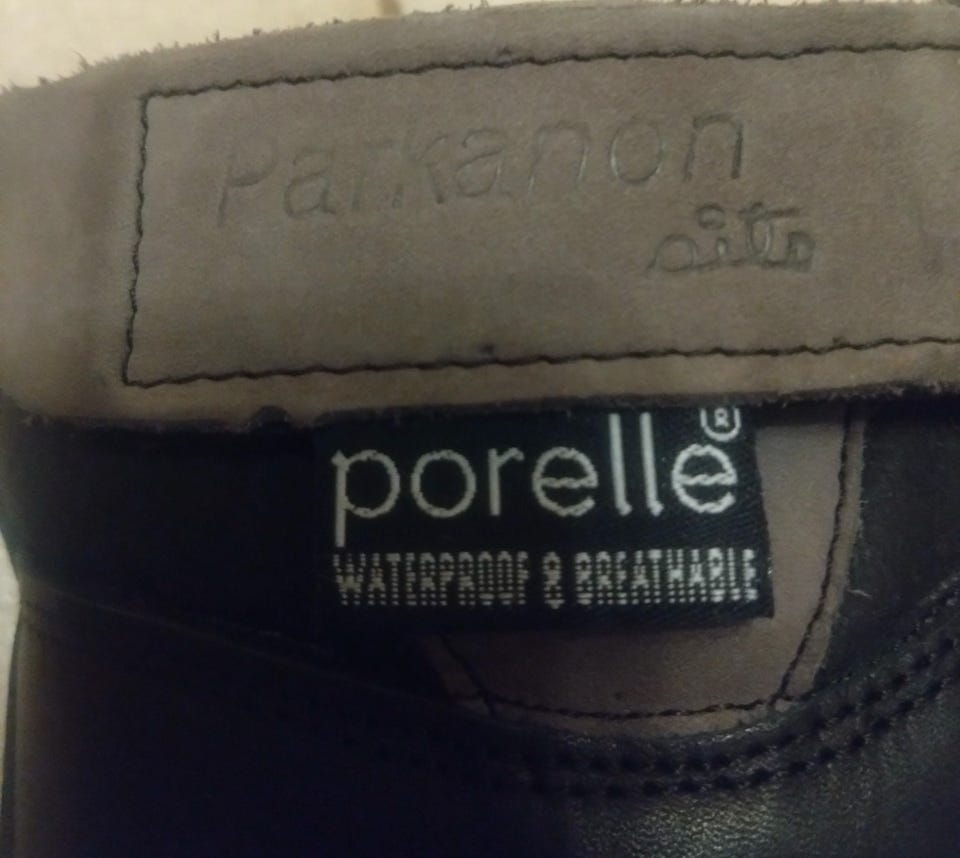 Parkanon
aito
porelle®
WATERPROOF & BREATHABLE